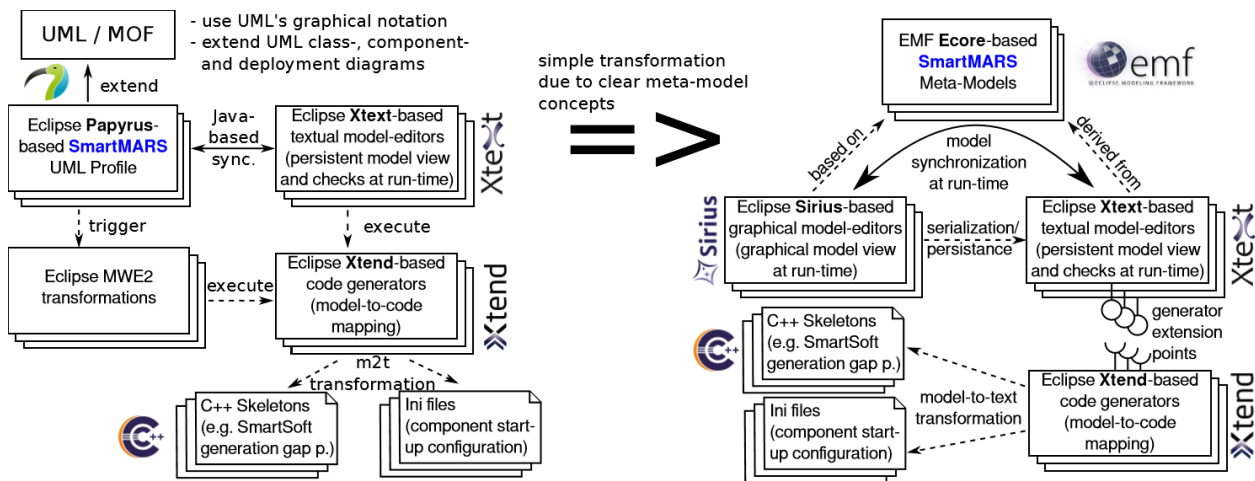 UML / MOF
- use UML's graphical notation
- extend UML class-, component-
and deployment diagrams
extend
Eclipse Papyrus-
based SmartMARS
UML Profile
Java-
based
sync.
Eclipse Xtext-based
textual model-editors
(persistent model view
and checks at run-time)
Xtext
trigger
execute
Eclipse MWE2
transformations
execute
Eclipse Xtend-based
code generators
(model-to-code
mapping)
Xtend
m2t
transformation
C++
C++ Skeletons
(e.g. SmartSoft
generation gap p.)
Ini files
(component start-
up configuration)
simple transformation
due to clear meta-model
concepts
= >
EMF Ecore-based
SmartMARS
Meta-Models
emf
ECLIPSE MODELING FRAMEWORK
based on
model
synchronization
at run-time
derived from
Sirius
Eclipse Sirius-based
graphical model-editors
(graphical model view
at run-time)
serialization/
persistance
Eclipse Xtext-based
textual model-editors
(persistent model view
and checks at run-time)
Xtext
generator
extension
points
C++
C++ Skeletons
(e.g. SmartSoft
generation gap p.)
Ini files
(component start-
up configuration)
model-to-text
transformation
Eclipse Xtend-based
code generators
(model-to-code
mapping)
Xtend